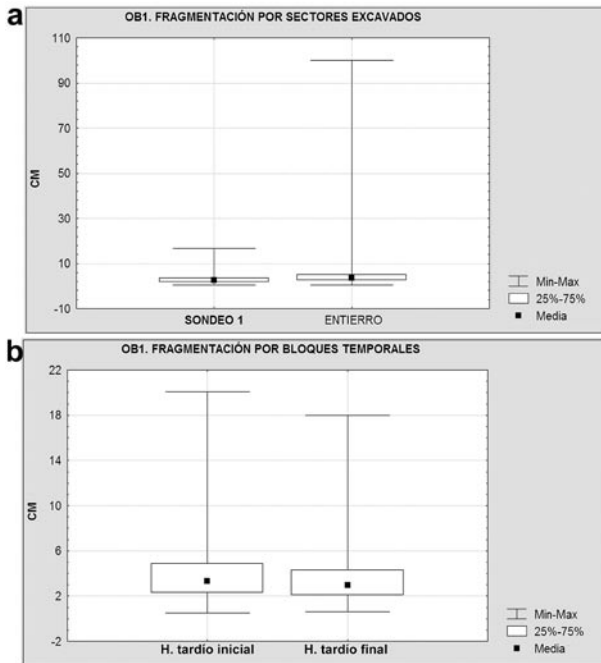 a
OB1. FRAGMENTACIÓN POR SECTORES EXCAVADOS
110
90
70
50
30
10
-10
CM
SONDEO 1 ENTIERRO
Min-Max
25%-75%
Media
b
OB1. FRAGMENTACIÓN POR BLOQUES TEMPORALES
22
18
14
10
6
2
-2
CM
H. tardío inicial H. tardío final
Min-Max
25%-75%
Media